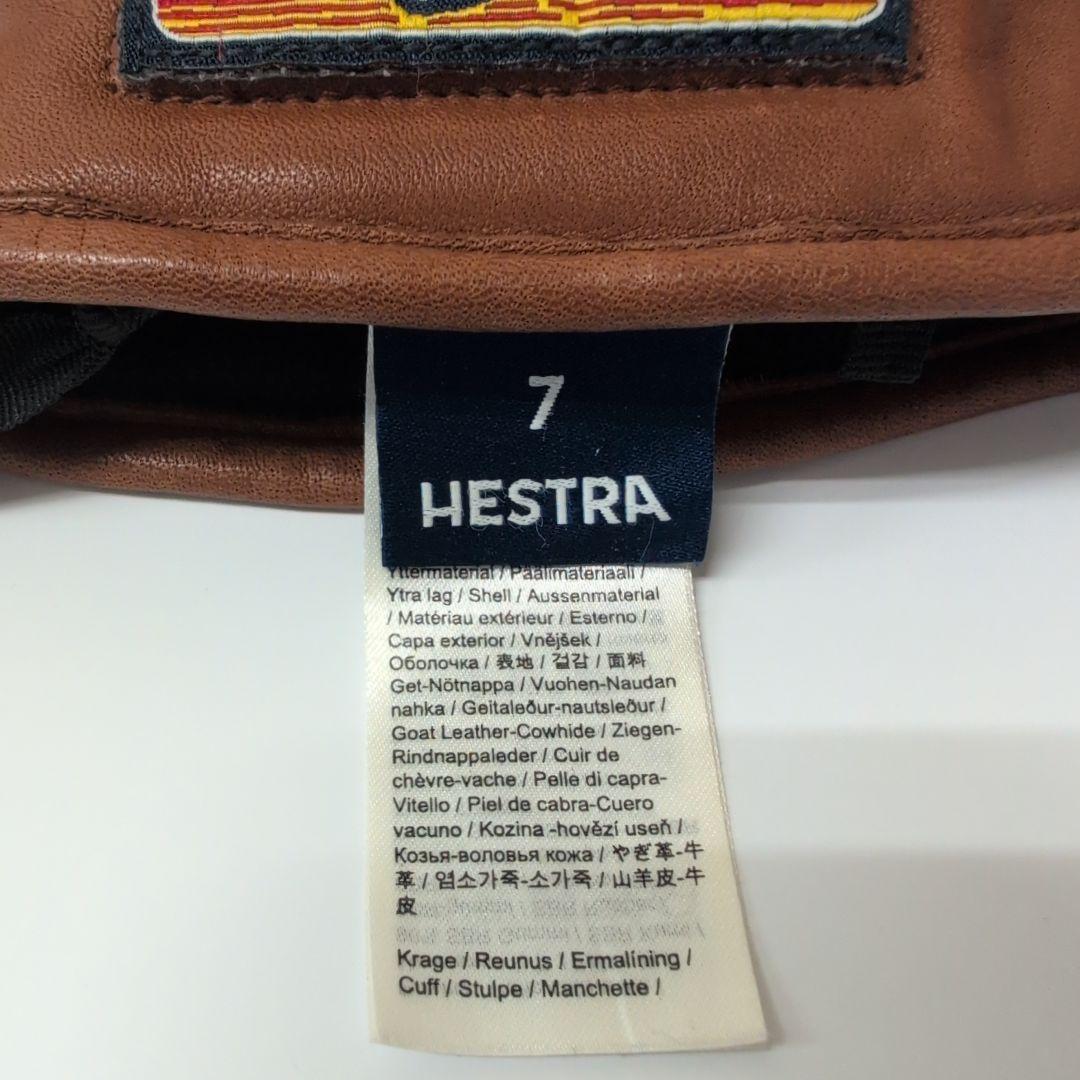 7
HESTRA
Yttermaterial / Päälimateriaali /
Ytra lag / Shell / Aussenmaterial
/ Matériau extérieur / Esterno /
Capa exterior / Vnějšek /
Оболочка / 表地 / 겉감 / 面料
Get-Nötnappa / Vuohen-Naudan
nahka / Geitaleður-nautsleður /
Goat Leather-Cowhide / Ziegen-
Rindnappaleder / Cuir de
chèvre-vache / Pelle di capra-
Vitello / Piel de cabra-Cuero
vacuno / Kozina -hovězí useň /
Козья-воловья кожа / やぎ革-牛
革 / 염소가죽-소가죽 / 山羊皮-牛
皮
Krage / Reunus / Ermalíning /
Cuff / Stulpe / Manchette /